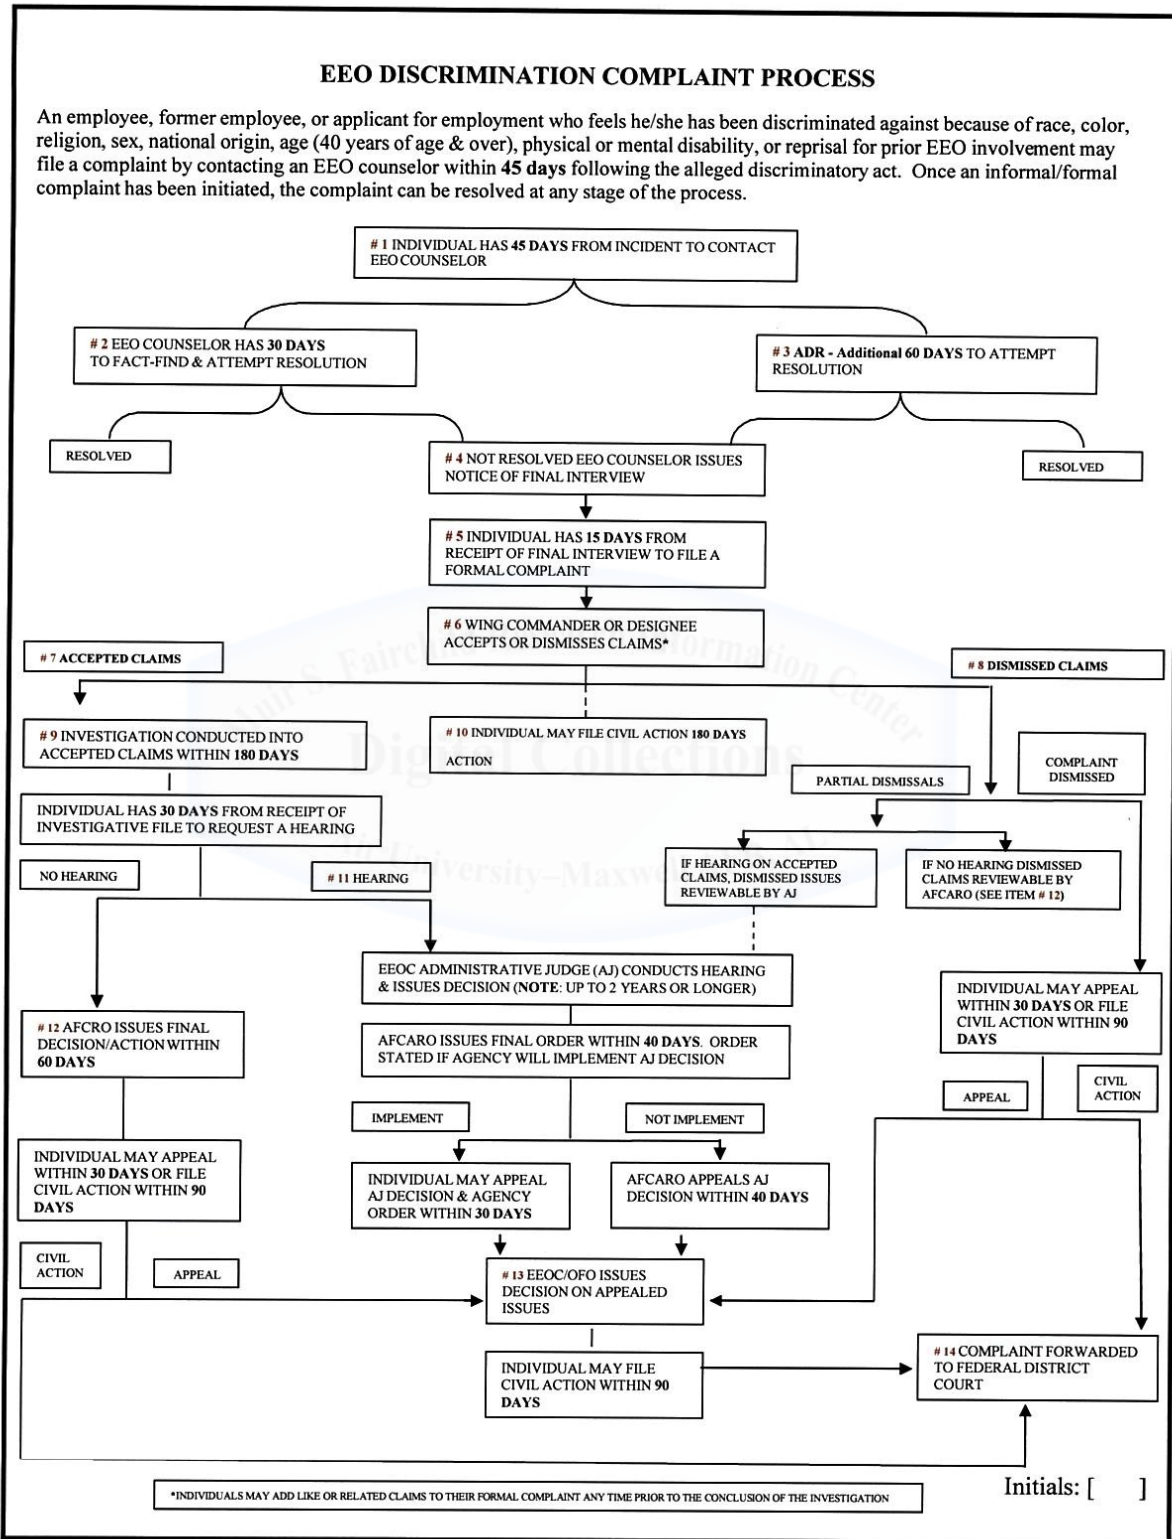 EEO DISCRIMINATION COMPLAINT PROCESS
An employee, former employee, or applicant for employment who feels he/she has been discriminated against because of race, color,
religion, sex, national origin, age (40 years of age & over), physical or mental disability, or reprisal for prior EEO involvement may
file a complaint by contacting an EEO counselor within 45 days following the alleged discriminatory act. Once an informal/formal
complaint has been initiated, the complaint can be resolved at any stage of the process.
# 1 INDIVIDUAL HAS 45 DAYS FROM INCIDENT TO CONTACT
EEO COUNSELOR
# 2 EEO COUNSELOR HAS 30 DAYS
TO FACT-FIND & ATTEMPT RESOLUTION
# 3 ADR - Additional 60 DAYS TO ATTEMPT
RESOLUTION
RESOLVED
# 4 NOT RESOLVED EEO COUNSELOR ISSUES
NOTICE OF FINAL INTERVIEW
RESOLVED
# 5 INDIVIDUAL HAS 15 DAYS FROM
RECEIPT OF FINAL INTERVIEW TO FILE A
FORMAL COMPLAINT
# 6 WING COMMANDER OR DESIGNEE
ACCEPTS OR DISMISSES CLAIMS*
# 7 ACCEPTED CLAIMS
# 8 DISMISSED CLAIMS
# 9 INVESTIGATION CONDUCTED INTO
ACCEPTED CLAIMS WITHIN 180 DAYS
# 10 INDIVIDUAL MAY FILE CIVIL ACTION 180 DAYS
ACTION
COMPLAINT
DISMISSED
PARTIAL DISMISSALS
INDIVIDUAL HAS 30 DAYS FROM RECEIPT OF
INVESTIGATIVE FILE TO REQUEST A HEARING
NO HEARING
# 11 HEARING
IF HEARING ON ACCEPTED
CLAIMS, DISMISSED ISSUES
REVIEWABLE BY AJ
IF NO HEARING DISMISSED
CLAIMS REVIEWABLE BY
AFCARO (SEE ITEM # 12)
EEOC ADMINISTRATIVE JUDGE (AJ) CONDUCTS HEARING
& ISSUES DECISION (NOTE: UP TO 2 YEARS OR LONGER)
INDIVIDUAL MAY APPEAL
WITHIN 30 DAYS OR FILE
CIVIL ACTION WITHIN 90
DAYS
# 12 AFCRO ISSUES FINAL
DECISION/ACTION WITHIN
60 DAYS
AFCARO ISSUES FINAL ORDER WITHIN 40 DAYS. ORDER
STATED IF AGENCY WILL IMPLEMENT AJ DECISION
APPEAL
CIVIL
ACTION
IMPLEMENT
NOT IMPLEMENT
INDIVIDUAL MAY APPEAL
WITHIN 30 DAYS OR FILE
CIVIL ACTION WITHIN 90
DAYS
INDIVIDUAL MAY APPEAL
AJ DECISION & AGENCY
ORDER WITHIN 30 DAYS
AFCARO APPEALS AJ
DECISION WITHIN 40 DAYS
CIVIL
ACTION
APPEAL
# 13 EEOC/OFO ISSUES
DECISION ON APPEALED
ISSUES
INDIVIDUAL MAY FILE
CIVIL ACTION WITHIN 90
DAYS
# 14 COMPLAINT FORWARDED
TO FEDERAL DISTRICT
COURT
*INDIVIDUALS MAY ADD LIKE OR RELATED CLAIMS TO THEIR FORMAL COMPLAINT ANY TIME PRIOR TO THE CONCLUSION OF THE INVESTIGATION
Initials: [ ]
Muir S. Fairchild Information Center
Digital Collections
University–Maxwell